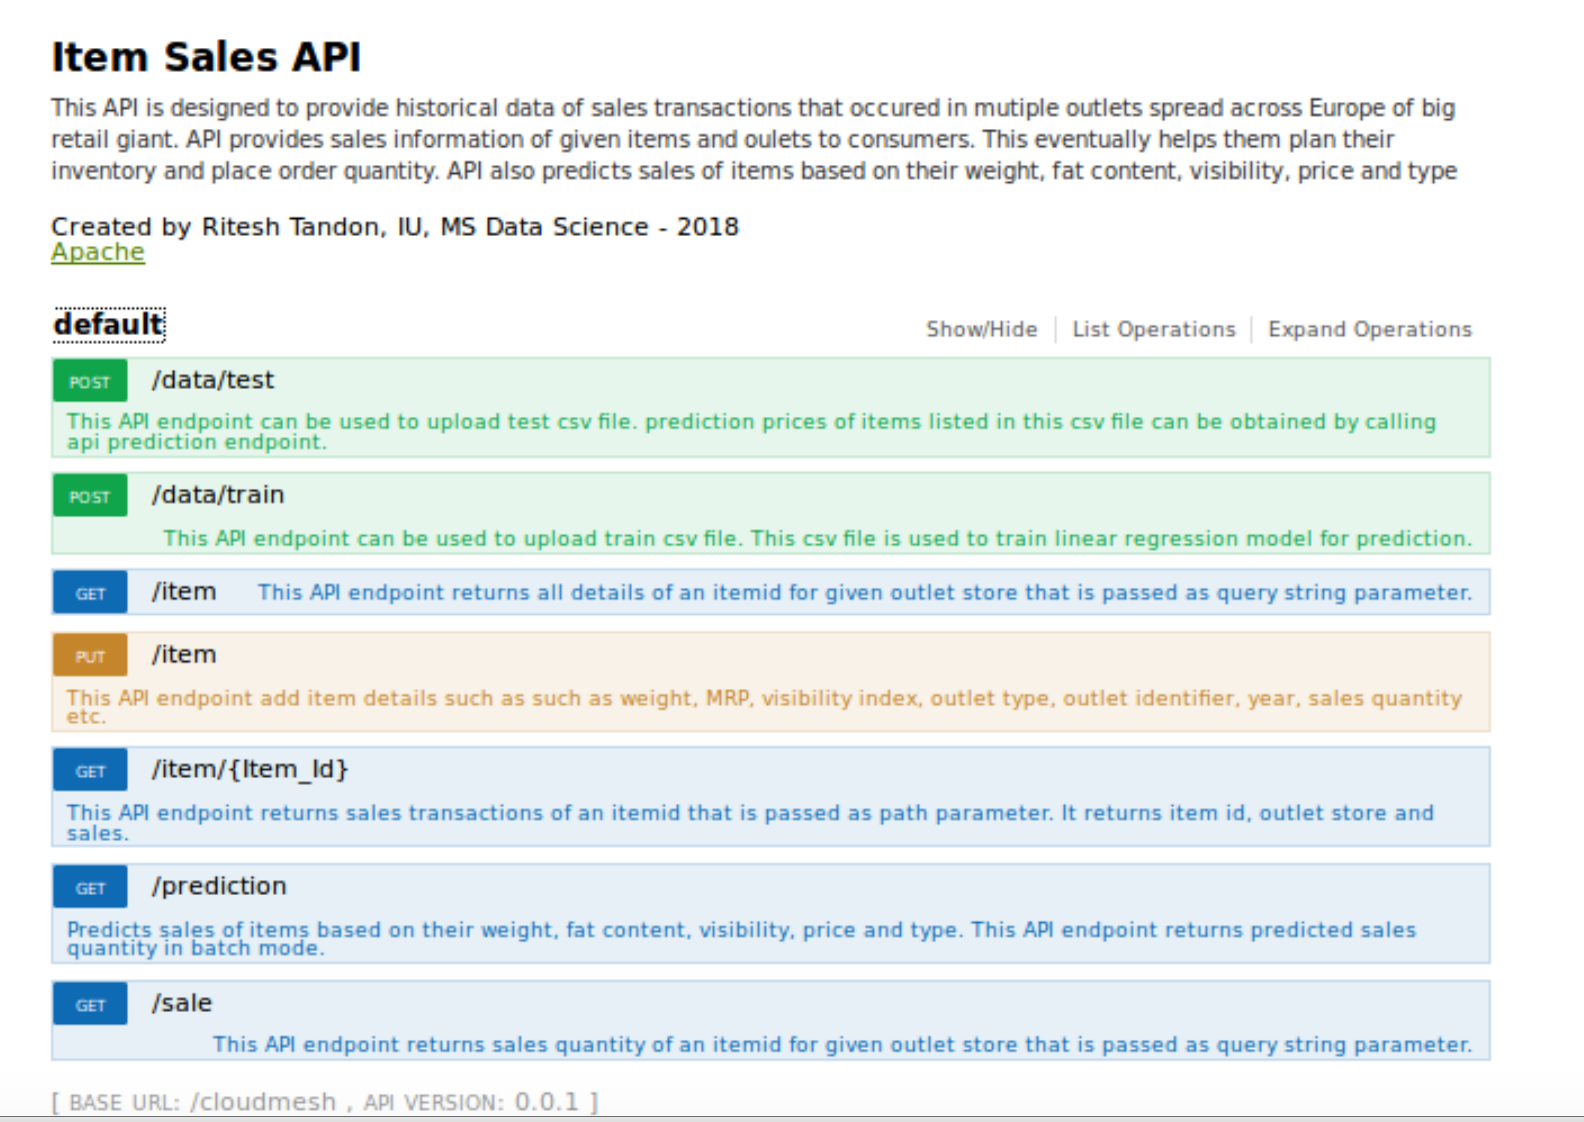 Item Sales API
This API is designed to provide historical data of sales transactions that occured in mutiple outlets spread across Europe of big
retail giant. API provides sales information of given items and oulets to consumers. This eventually helps them plan their
inventory and place order quantity. API also predicts sales of items based on their weight, fat content, visibility, price and type
Created by Ritesh Tandon, IU, MS Data Science - 2018
Apache
default
Show/Hide List Operations Expand Operations
POST /data/test
This API endpoint can be used to upload test csv file. prediction prices of items listed in this csv file can be obtained by calling
api prediction endpoint.
POST /data/train
This API endpoint can be used to upload train csv file. This csv file is used to train linear regression model for prediction.
GET /item This API endpoint returns all details of an itemid for given outlet store that is passed as query string parameter.
PUT /item
This API endpoint add item details such as such as weight, MRP, visibility index, outlet type, outlet identifier, year, sales quantity
etc.
GET /item/{Item_Id}
This API endpoint returns sales transactions of an itemid that is passed as path parameter. It returns item id, outlet store and
sales.
GET /prediction
Predicts sales of items based on their weight, fat content, visibility, price and type. This API endpoint returns predicted sales
quantity in batch mode.
GET /sale
This API endpoint returns sales quantity of an itemid for given outlet store that is passed as query string parameter.
[ BASE URL: /cloudmesh , API VERSION: 0.0.1 ]